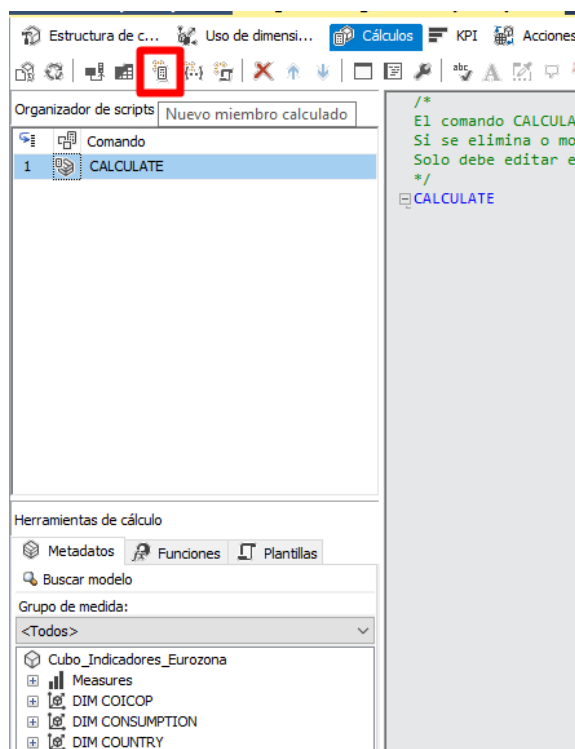 Estructura de c... Uso de dimensi... Cálculos KPI Acciones
abc
Organizador de scripts Nuevo miembro calculado
Comando
1 CALCULATE
/*
El comando CALCULA
Si se elimina o mo
Solo debe editar e
*/
CALCULATE
Herramientas de cálculo
Metadatos Funciones Plantillas
Buscar modelo
Grupo de medida:
<Todos>
Cubo_Indicadores_Eurozona
Measures
DIM COICOP
DIM CONSUMPTION
DIM COUNTRY